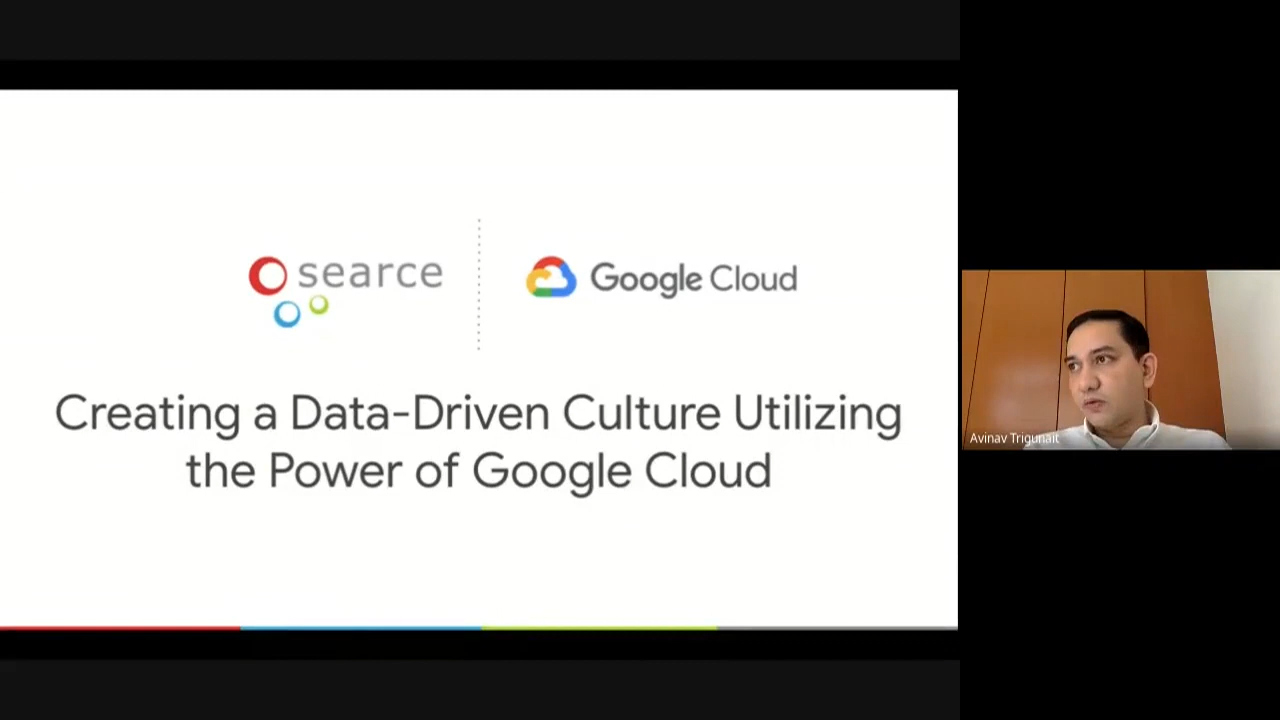 searce
Google Cloud
Creating a Data-Driven Culture Utilizing
the Power of Google Cloud
Avinav Trigunait